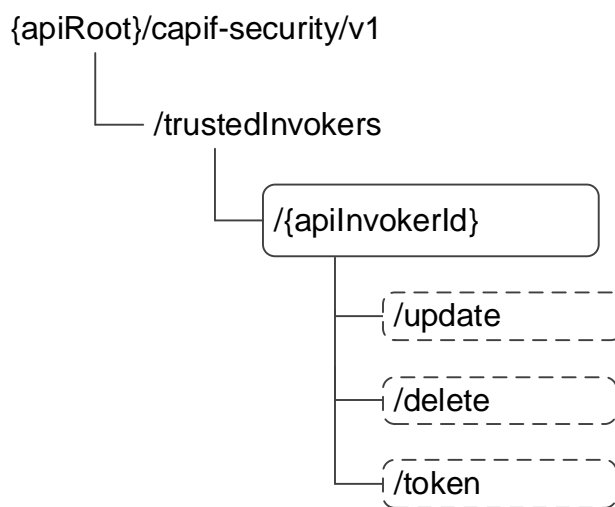 {apiRoot}/capif-security/v1
/trustedInvokers
/{apiInvokerId}
/update
/delete
/token